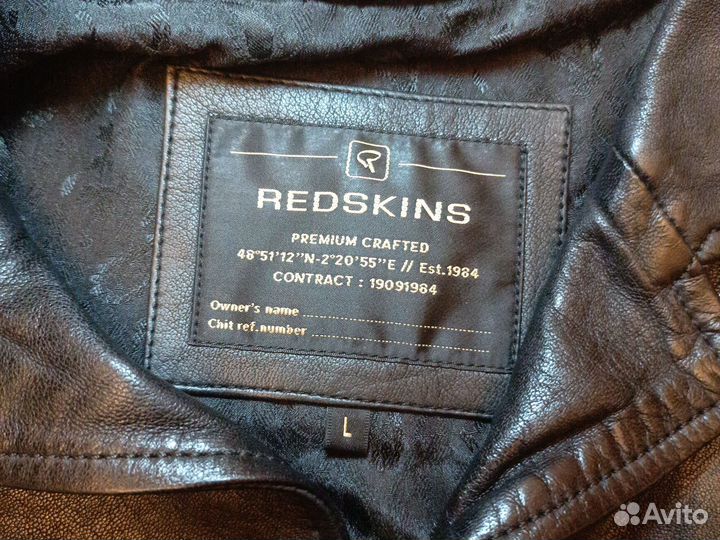 REDSKINS
PREMIUM CRAFTED
48°51'12''N-2°20'55''E // Est.1984
CONTRACT : 19091984
Owner's name
Chit ref.number
L
Avito